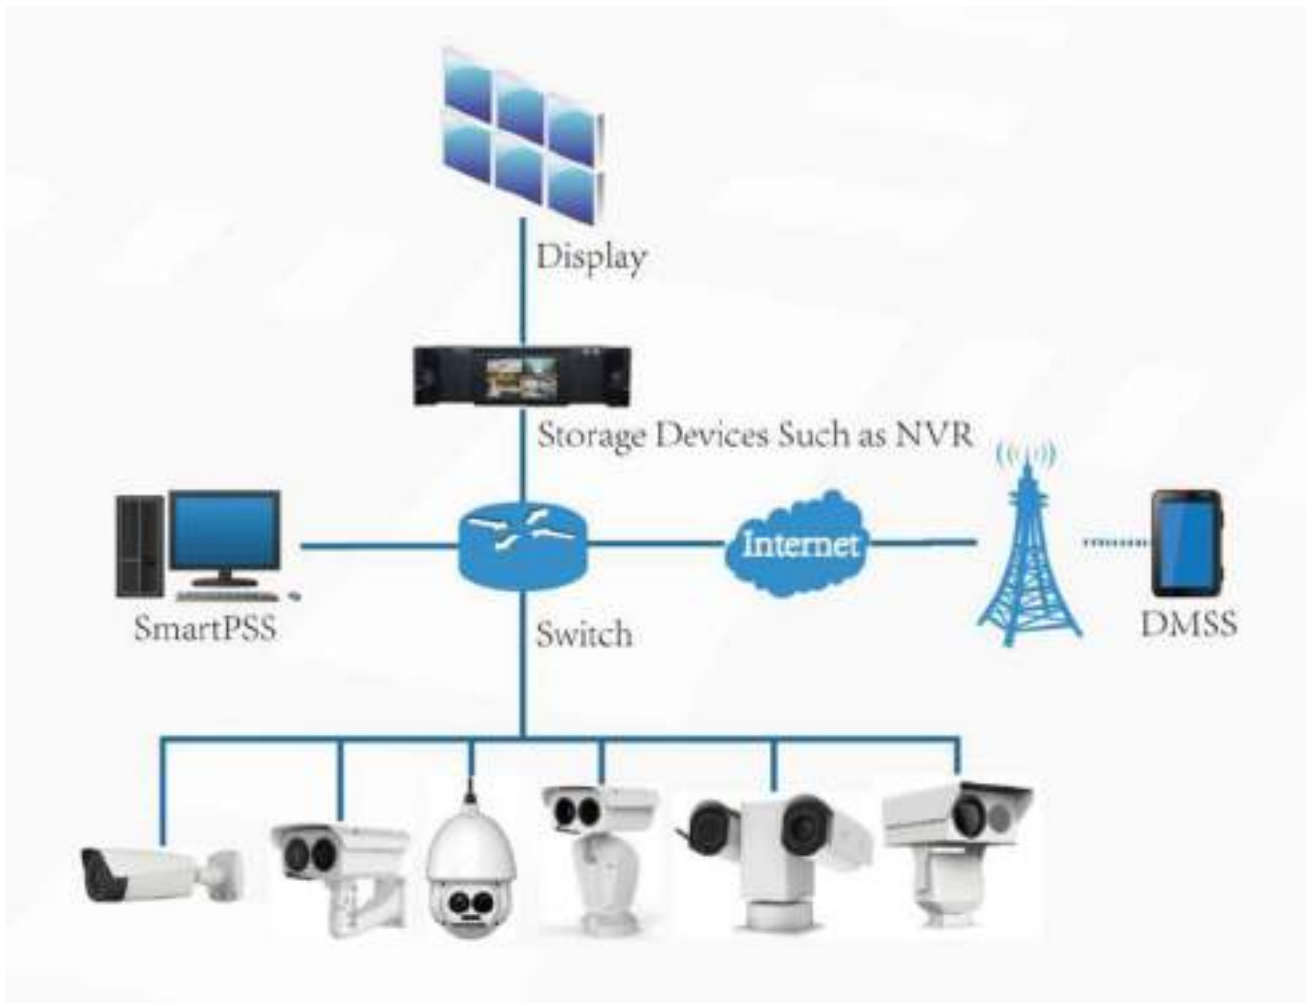 Display
Storage Devices Such as NVR
Internet
SmartPSS
Switch
DMSS